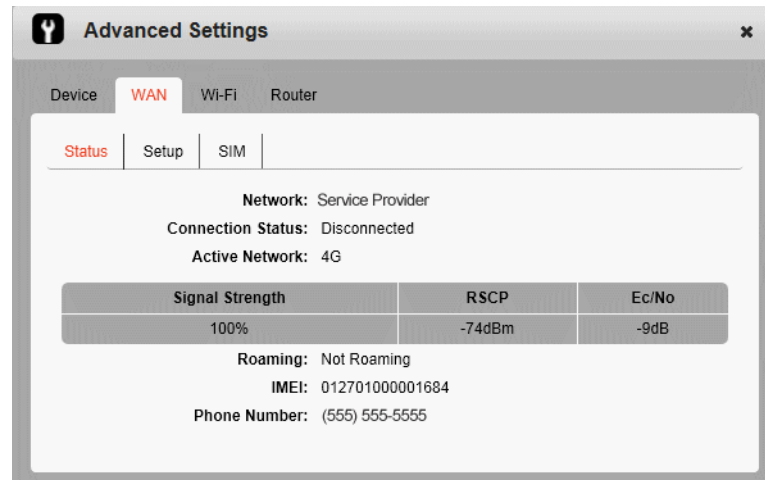 Advanced Settings
Device WAN Wi-Fi Router
Status Setup SIM
Network: Service Provider
Connection Status: Disconnected
Active Network: 4G
Signal Strength RSCP Ec/No
100% -74dBm -9dB
Roaming: Not Roaming
IMEI: 012701000001684
Phone Number: (555) 555-5555